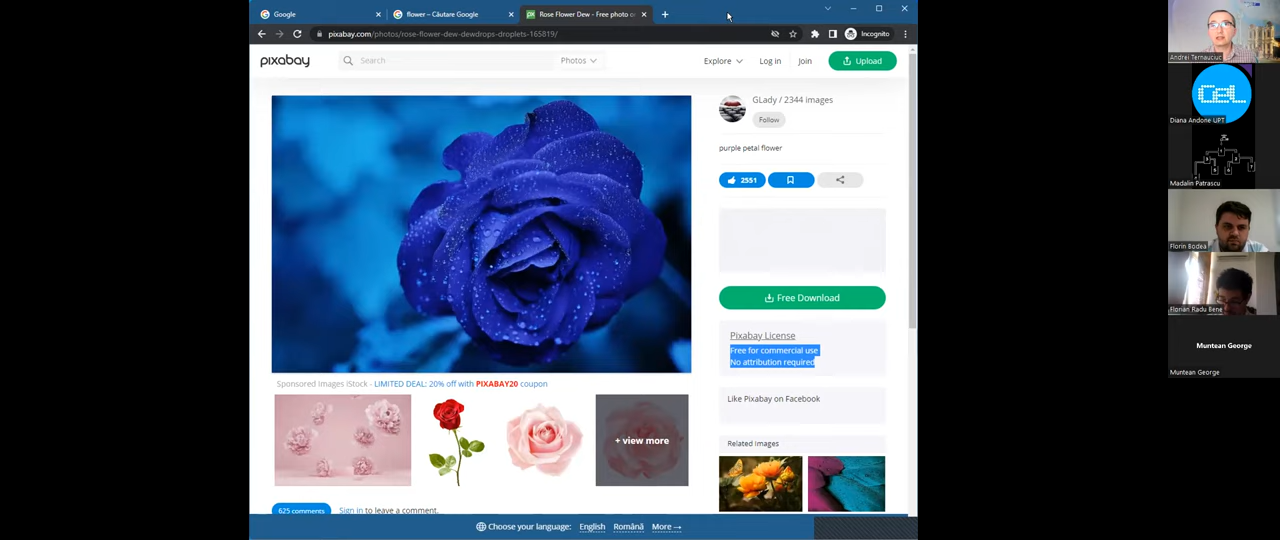 Google
flower – Căutare Google
Rose Flower Dew - Free photo o
pixabay.com/photos/rose-flower-dew-dewdrops-droplets-165819/
Incognito
pixabay
Search
Photos
Explore
Log in
Join
Upload
GLady / 2344 images
Follow
purple petal flower
2551
Free Download
Pixabay License
Free for commercial use
No attribution required
Sponsored Images iStock - LIMITED DEAL: 20% off with PIXABAY20 coupon
+ view more
Like Pixabay on Facebook
Related Images
625 comments
Sign in to leave a comment.
Choose your language: English Română More →
Andrei Ternauciuc
CeL
Diana Andone UPT
Madalin Patrascu
Florin Bodea
Florian Radu Bene
Muntean George
Muntean George